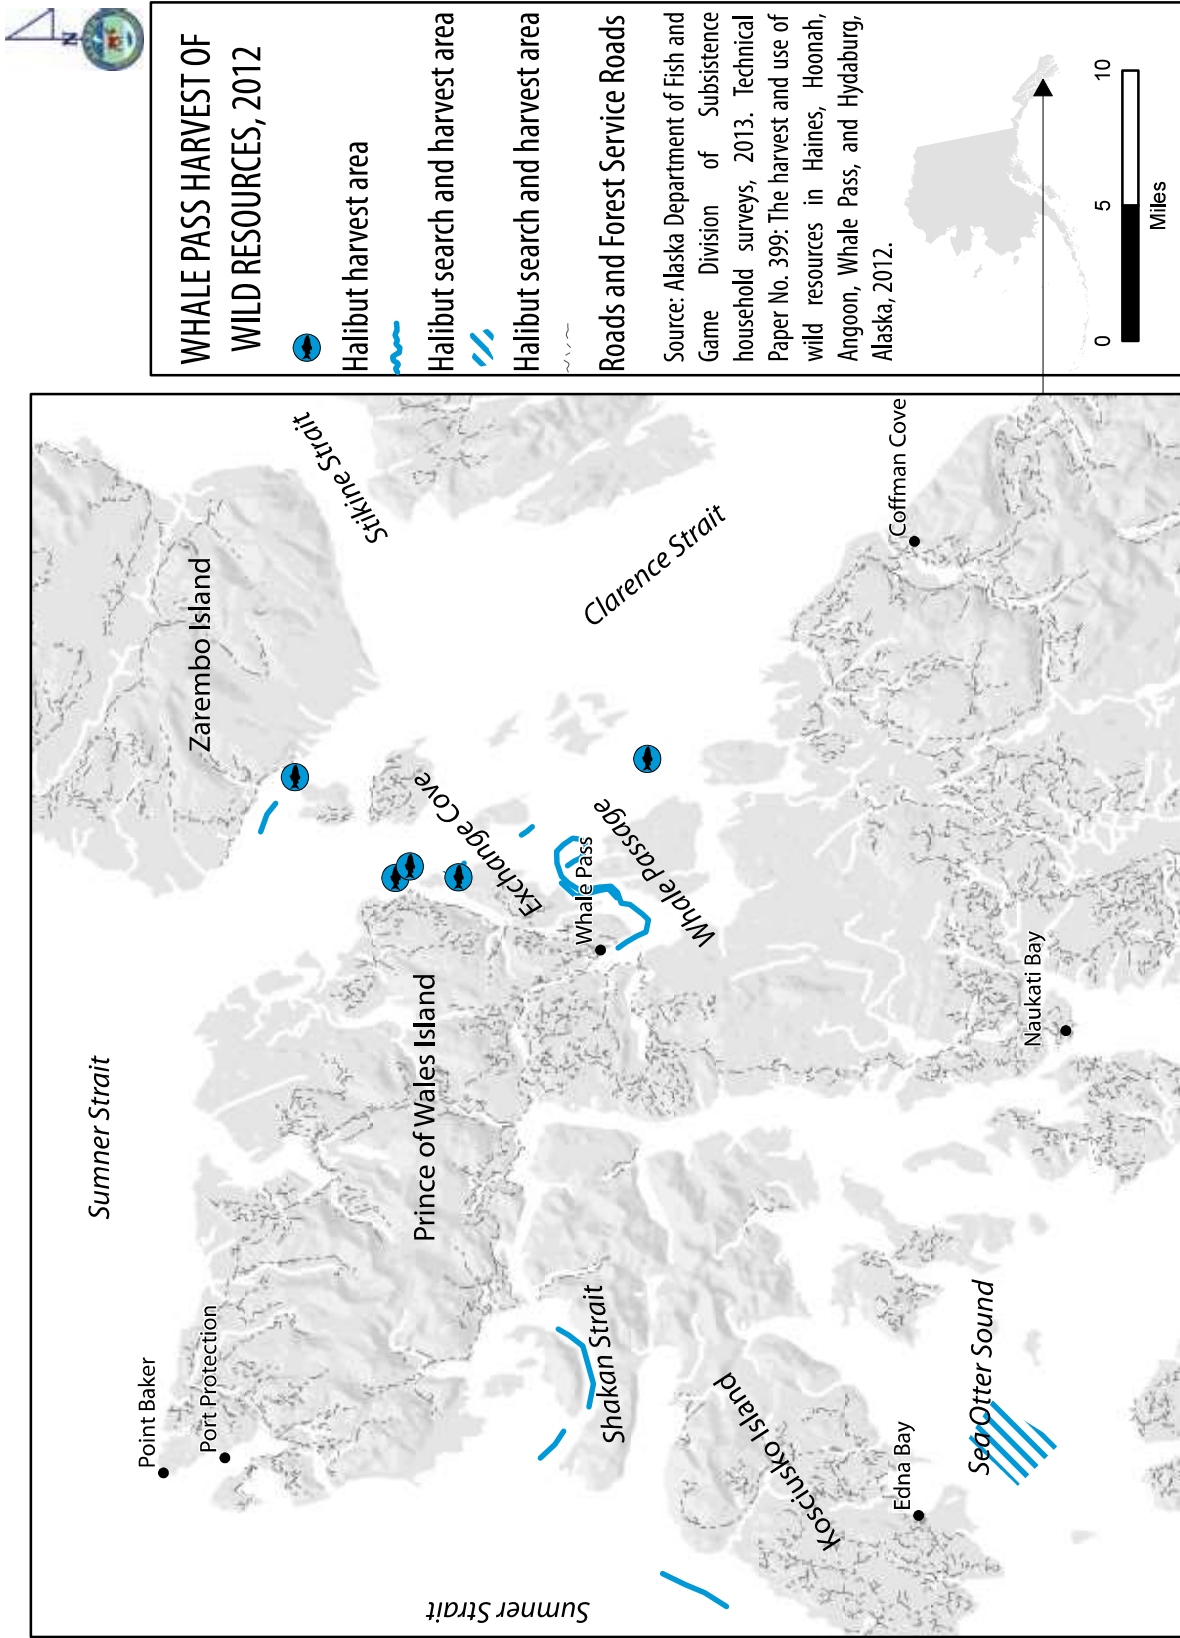 WHALE PASS HARVEST OF
WILD RESOURCES, 2012
Halibut harvest area
Halibut search and harvest area
Halibut search and harvest area
Roads and Forest Service Roads
Source: Alaska Department of Fish and
Game Division of Subsistence
household surveys, 2013. Technical
Paper No. 399: The harvest and use of
wild resources in Haines, Hoonah,
Angoon, Whale Pass, and Hydaburg,
Alaska, 2012.
0 5 10
Miles
N
Sumner Strait
Point Baker
Port Protection
Zarembo Island
Stikine Strait
Prince of Wales Island
Exchange Cove
Clarence Strait
Whale Pass
Whale Passage
Shakan Strait
Sumner Strait
Kosciusko Island
Edna Bay
Sea Otter Sound
Naukati Bay
Coffman Cove